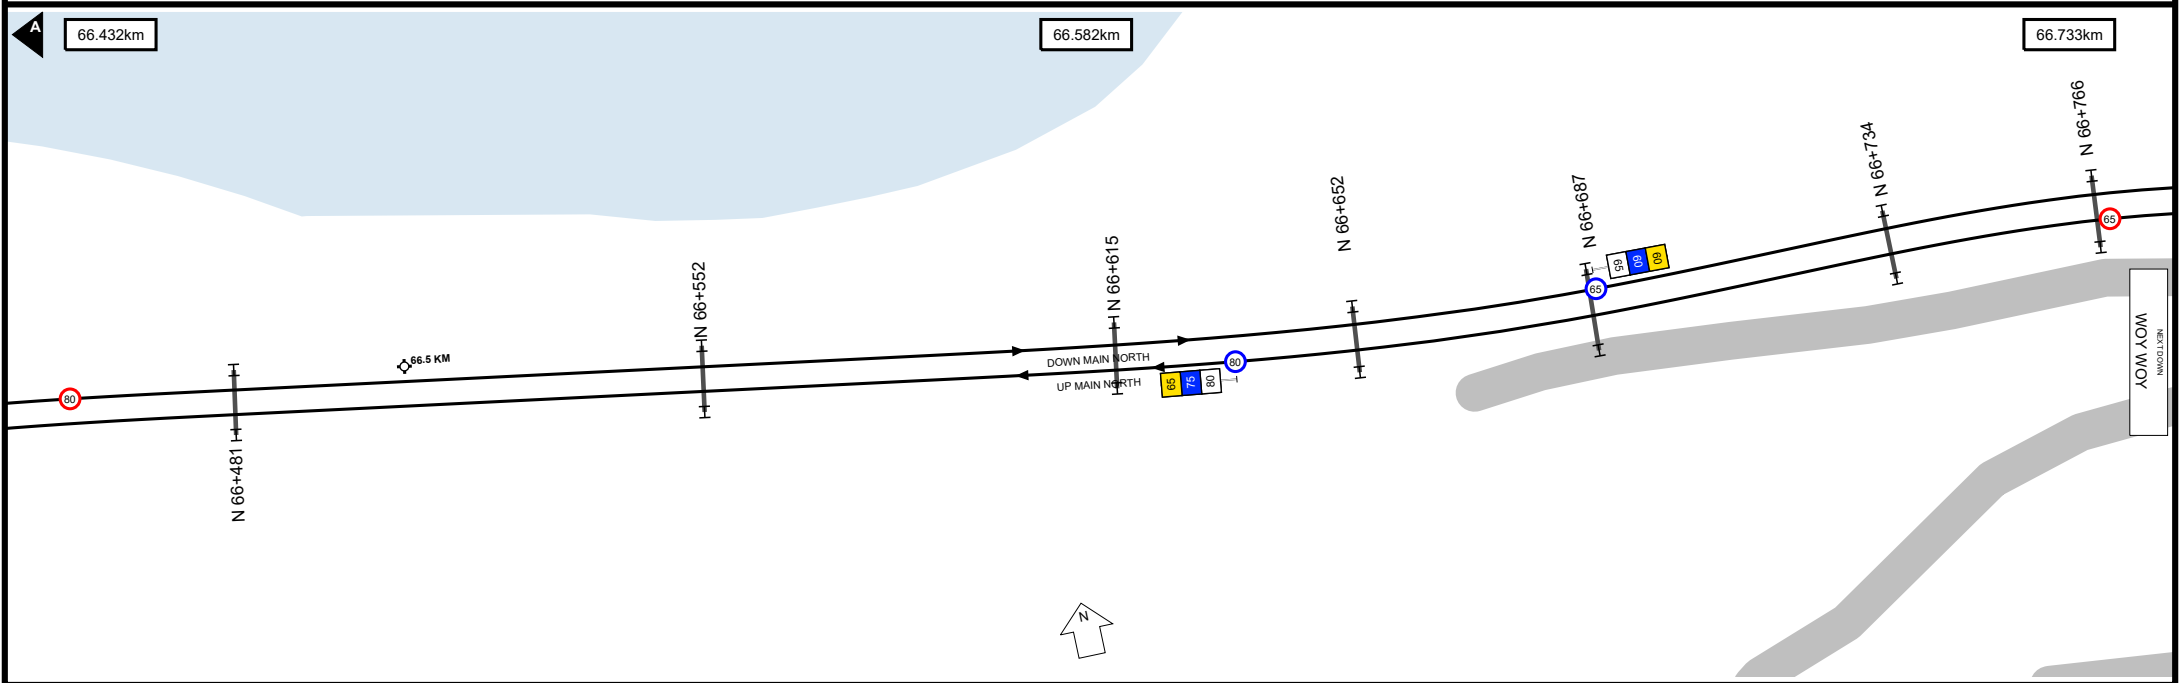 A
66.432km
66.582km
66.733km
N 66+481
66.5 KM
N 66+552
N 66+615
N 66+652
N 66+687
N 66+734
N 66+766
80
DOWN MAIN NORTH
UP MAIN NORTH
65 75 80
80
65
65 60 60
65
NEXT DOWN
WOY WOY
N